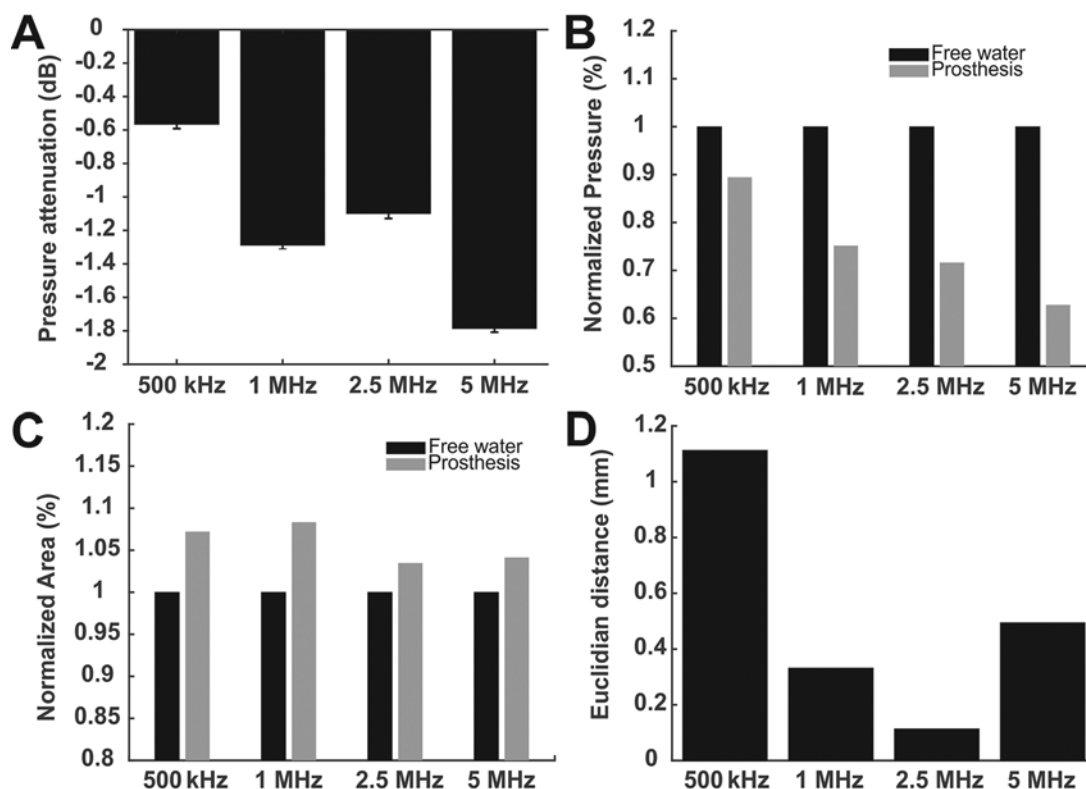 A
Pressure attenuation (dB)
0
-0.2
-0.4
-0.6
-0.8
-1
-1.2
-1.4
-1.6
-1.8
-2
500 kHz 1 MHz 2.5 MHz 5 MHz
B
Normalized Pressure (%)
1.2
1.1
1
0.9
0.8
0.7
0.6
0.5
Free water
Prosthesis
500 kHz 1 MHz 2.5 MHz 5 MHz
C
Normalized Area (%)
1.2
1.15
1.1
1.05
1
0.95
0.9
0.85
0.8
Free water
Prosthesis
500 kHz 1 MHz 2.5 MHz 5 MHz
D
Euclidian distance (mm)
1.2
1
0.8
0.6
0.4
0.2
0
500 kHz 1 MHz 2.5 MHz 5 MHz